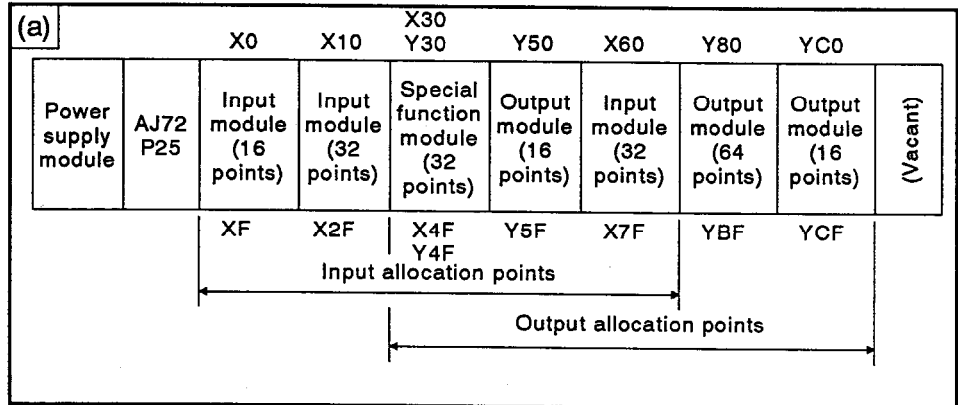 (a)
X30
X0 X10 Y30 Y50 X60 Y80 YC0
Power supply module
AJ72 P25
Input module (16 points)
Input module (32 points)
Special function module (32 points)
Output module (16 points)
Input module (32 points)
Output module (64 points)
Output module (16 points)
(Vacant)
XF X2F X4F Y5F X7F YBF YCF
Y4F
Input allocation points
Output allocation points